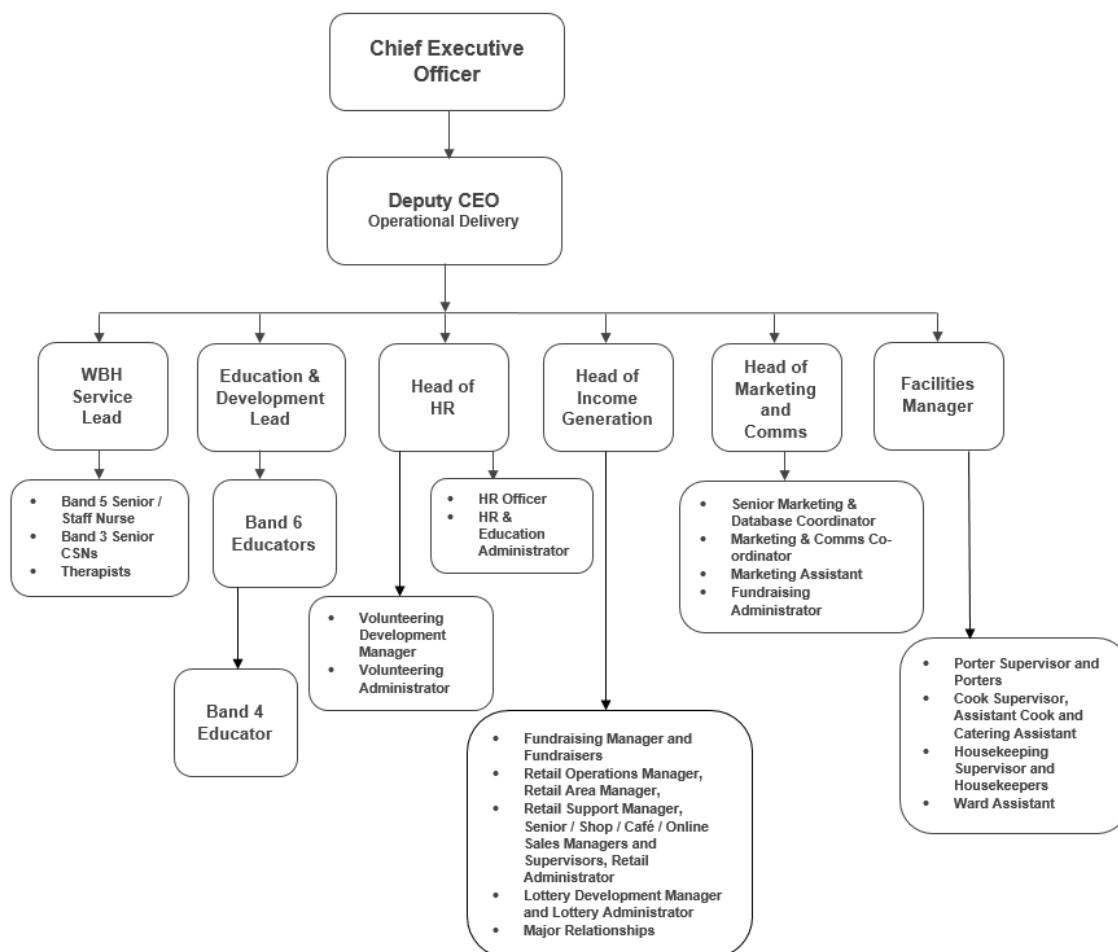 Chief Executive
Officer
Deputy CEO
Operational Delivery
WBH
Service
Lead
Education &
Development
Lead
Head of
HR
Head of
Income
Generation
Head of
Marketing
and
Comms
Facilities
Manager
• Band 5 Senior /
Staff Nurse
• Band 3 Senior
CSNs
• Therapists
Band 6
Educators
• HR Officer
• HR &
Education
Administrator
• Senior Marketing &
Database Coordinator
• Marketing & Comms Co-
ordinator
• Marketing Assistant
• Fundraising
Administrator
• Volunteering
Development
Manager
• Volunteering
Administrator
Band 4
Educator
• Porter Supervisor and
Porters
• Cook Supervisor,
Assistant Cook and
Catering Assistant
• Housekeeping
Supervisor and
Housekeepers
• Ward Assistant
• Fundraising Manager and
Fundraisers
• Retail Operations Manager,
Retail Area Manager,
• Retail Support Manager,
Senior / Shop / Café / Online
Sales Managers and
Supervisors, Retail
Administrator
• Lottery Development Manager
and Lottery Administrator
• Major Relationships